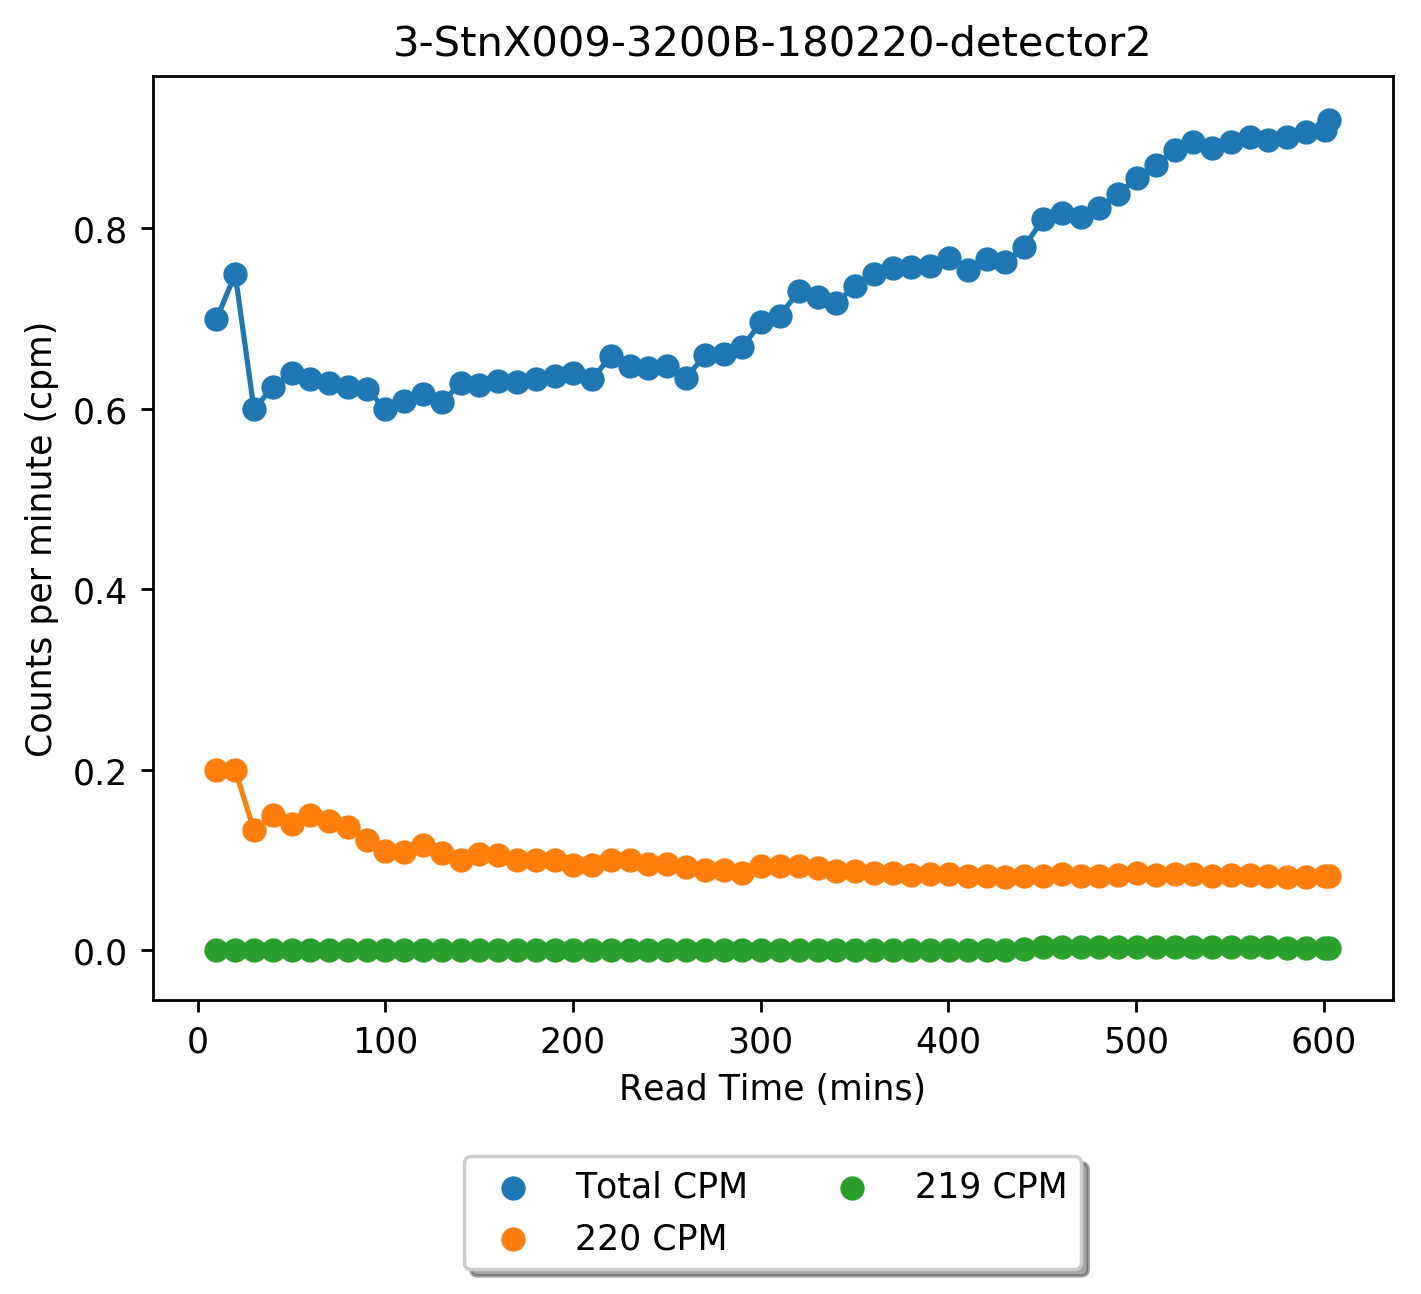 3-StnX009-3200B-180220-detector2
Counts per minute (cpm)
0.8
0.6
0.4
0.2
0.0
0 100 200 300 400 500 600
Read Time (mins)
Total CPM 219 CPM
220 CPM